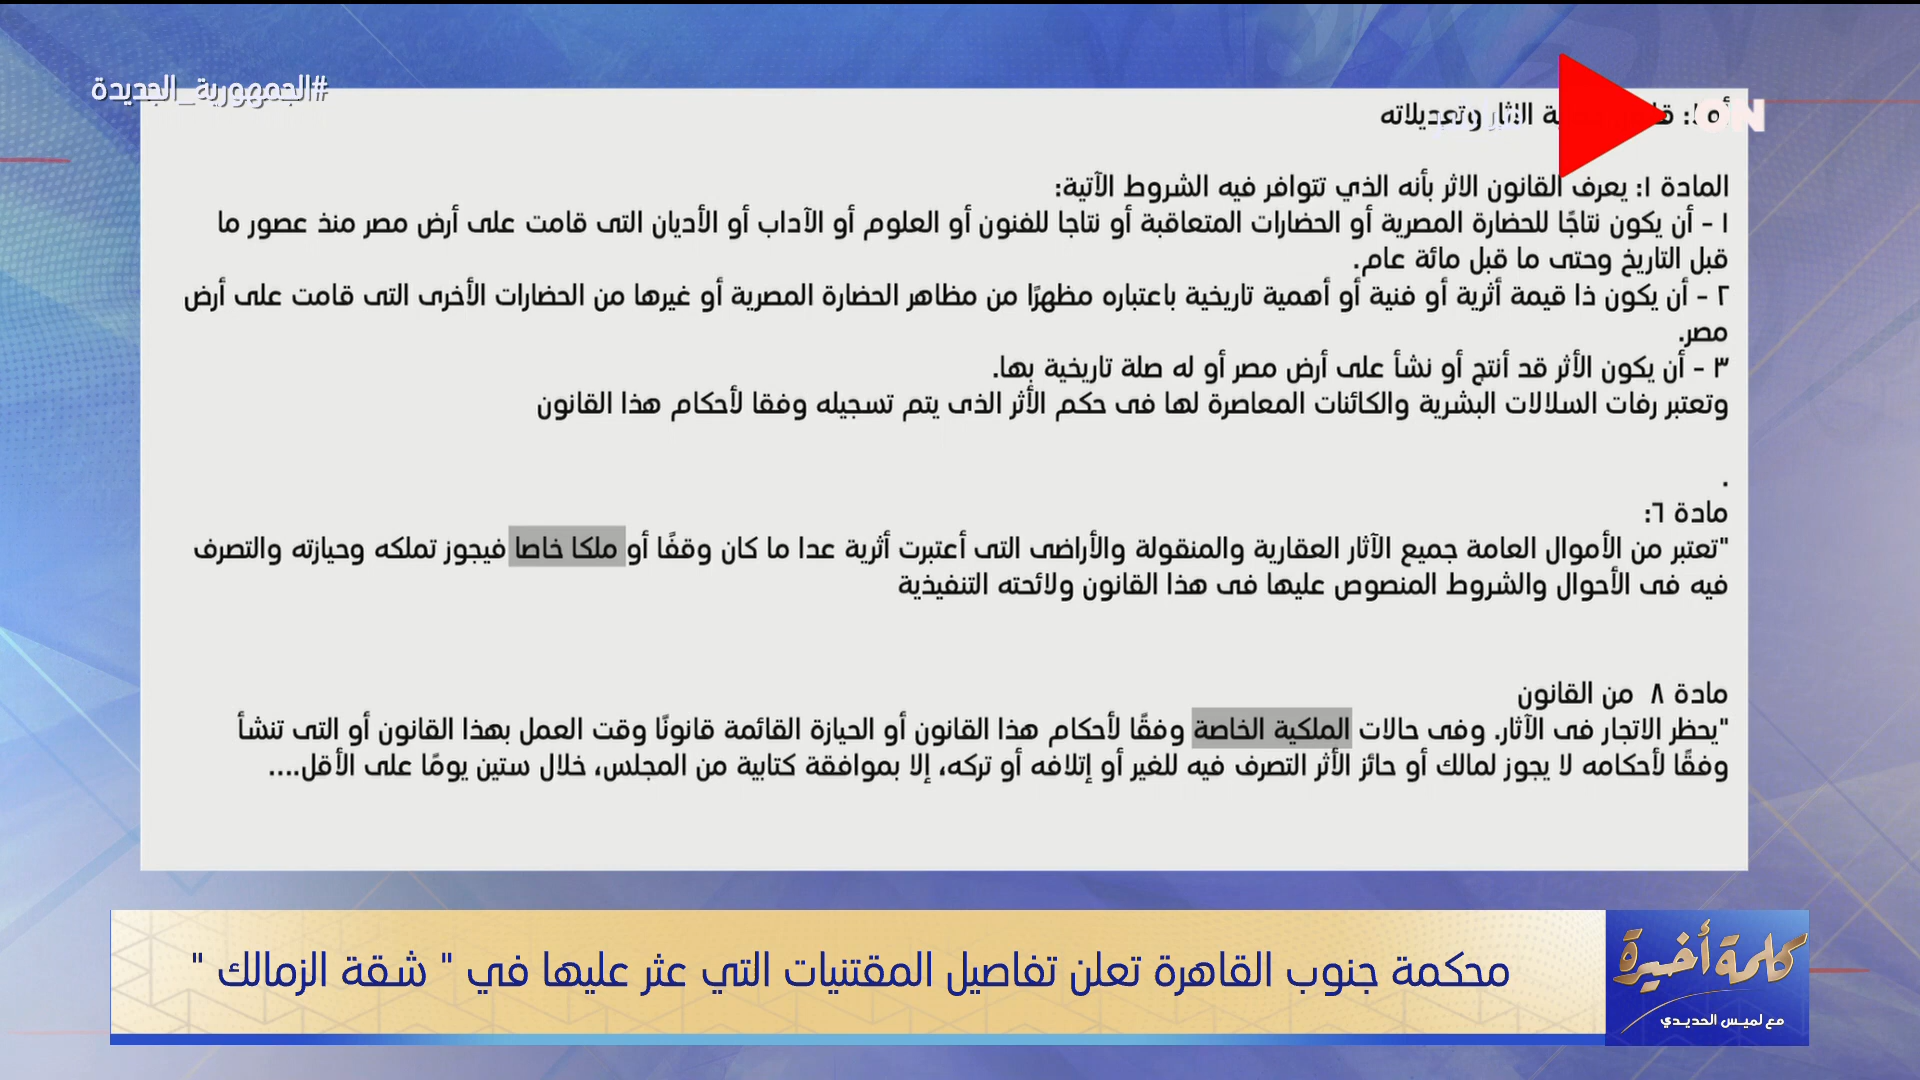 #الجمهورية_الجديدة
ON
الاثار وتعديلاته
المادة ١: يعرف القانون الاثر بأنه الذي تتوافر فيه الشروط الآتية:
١ - أن يكون نتاجًا للحضارة المصرية أو الحضارات المتعاقبة أو نتاجا للفنون أو العلوم أو الآداب أو الأديان التى قامت على أرض مصر منذ عصور ما
قبل التاريخ وحتى ما قبل مائة عام.
٢ - أن يكون ذا قيمة أثرية أو فنية أو أهمية تاريخية باعتباره مظهرًا من مظاهر الحضارة المصرية أو غيرها من الحضارات الأخرى التى قامت على أرض
مصر.
٣ - أن يكون الأثر قد أنتج أو نشأ على أرض مصر أو له صلة تاريخية بها.
وتعتبر رفات السلالات البشرية والكائنات المعاصرة لها فى حكم الأثر الذى يتم تسجيله وفقا لأحكام هذا القانون
.
مادة ٦:
"تعتبر من الأموال العامة جميع الآثار العقارية والمنقولة والأراضى التى أعتبرت أثرية عدا ما كان وقفًا أو ملكا خاصا فيجوز تملكه وحيازته والتصرف
فيه فى الأحوال والشروط المنصوص عليها فى هذا القانون ولائحته التنفيذية
مادة ٨ من القانون
"يحظر الاتجار فى الآثار. وفى حالات الملكية الخاصة وفقًا لأحكام هذا القانون أو الحيازة القائمة قانونًا وقت العمل بهذا القانون أو التى تنشأ
وفقًا لأحكامه لا يجوز لمالك أو حائز الأثر التصرف فيه للغير أو إتلافه أو تركه، إلا بموافقة كتابية من المجلس، خلال ستين يومًا على الأقل....
محكمة جنوب القاهرة تعلن تفاصيل المقتنيات التي عثر عليها في " شقة الزمالك "
كلمة أخيرة
مع لميس الحديدي